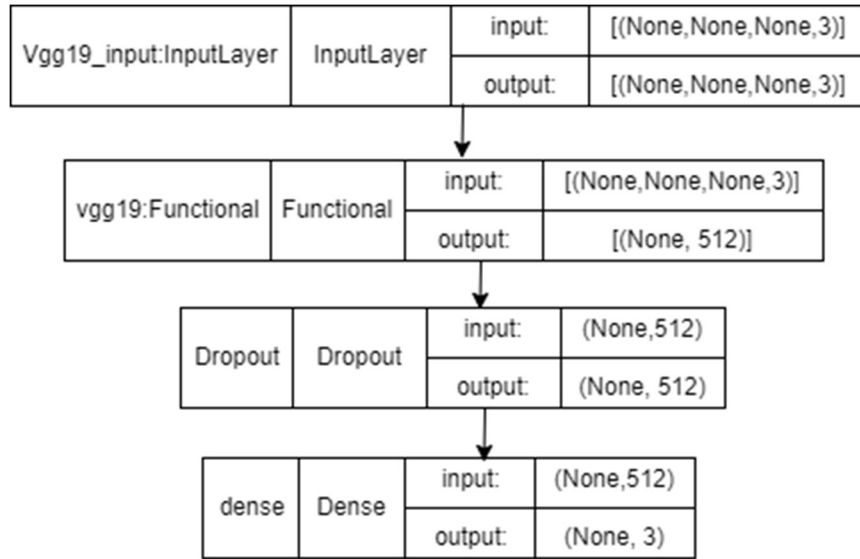 Vgg19_input:InputLayer InputLayer input: [(None,None,None,3)]
output: [(None,None,None,3)]
vgg19:Functional Functional input: [(None,None,None,3)]
output: [(None, 512)]
Dropout Dropout input: (None,512)
output: (None, 512)
dense Dense input: (None,512)
output: (None, 3)